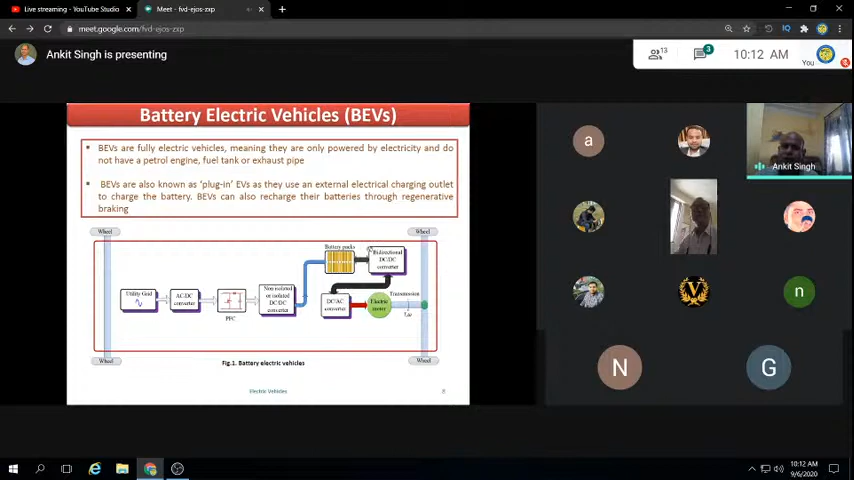 Live streaming - YouTube Studio
Meet - fvd-ejos-zxp
meet.google.com/fvd-ejos-zxp
Ankit Singh is presenting
13
3
10:12 AM
You
Battery Electric Vehicles (BEVs)
BEVs are fully electric vehicles, meaning they are only powered by electricity and do
not have a petrol engine, fuel tank or exhaust pipe
BEVs are also known as 'plug-in' EVs as they use an external electrical charging outlet
to charge the battery. BEVs can also recharge their batteries through regenerative
braking
Wheel
Wheel
Battery packs
Bidirectional
DC/DC
converter
Utility Grid
AC-DC
converter
PFC
Non isolated
or isolated
DC/DC
converter
DC/AC
converter
Electric
motor
Transmission
Wheel
Wheel
Fig.1. Battery electric vehicles
Electric Vehicles
a
Ankit Singh
V
n
N
G
10:12 AM
9/6/2020